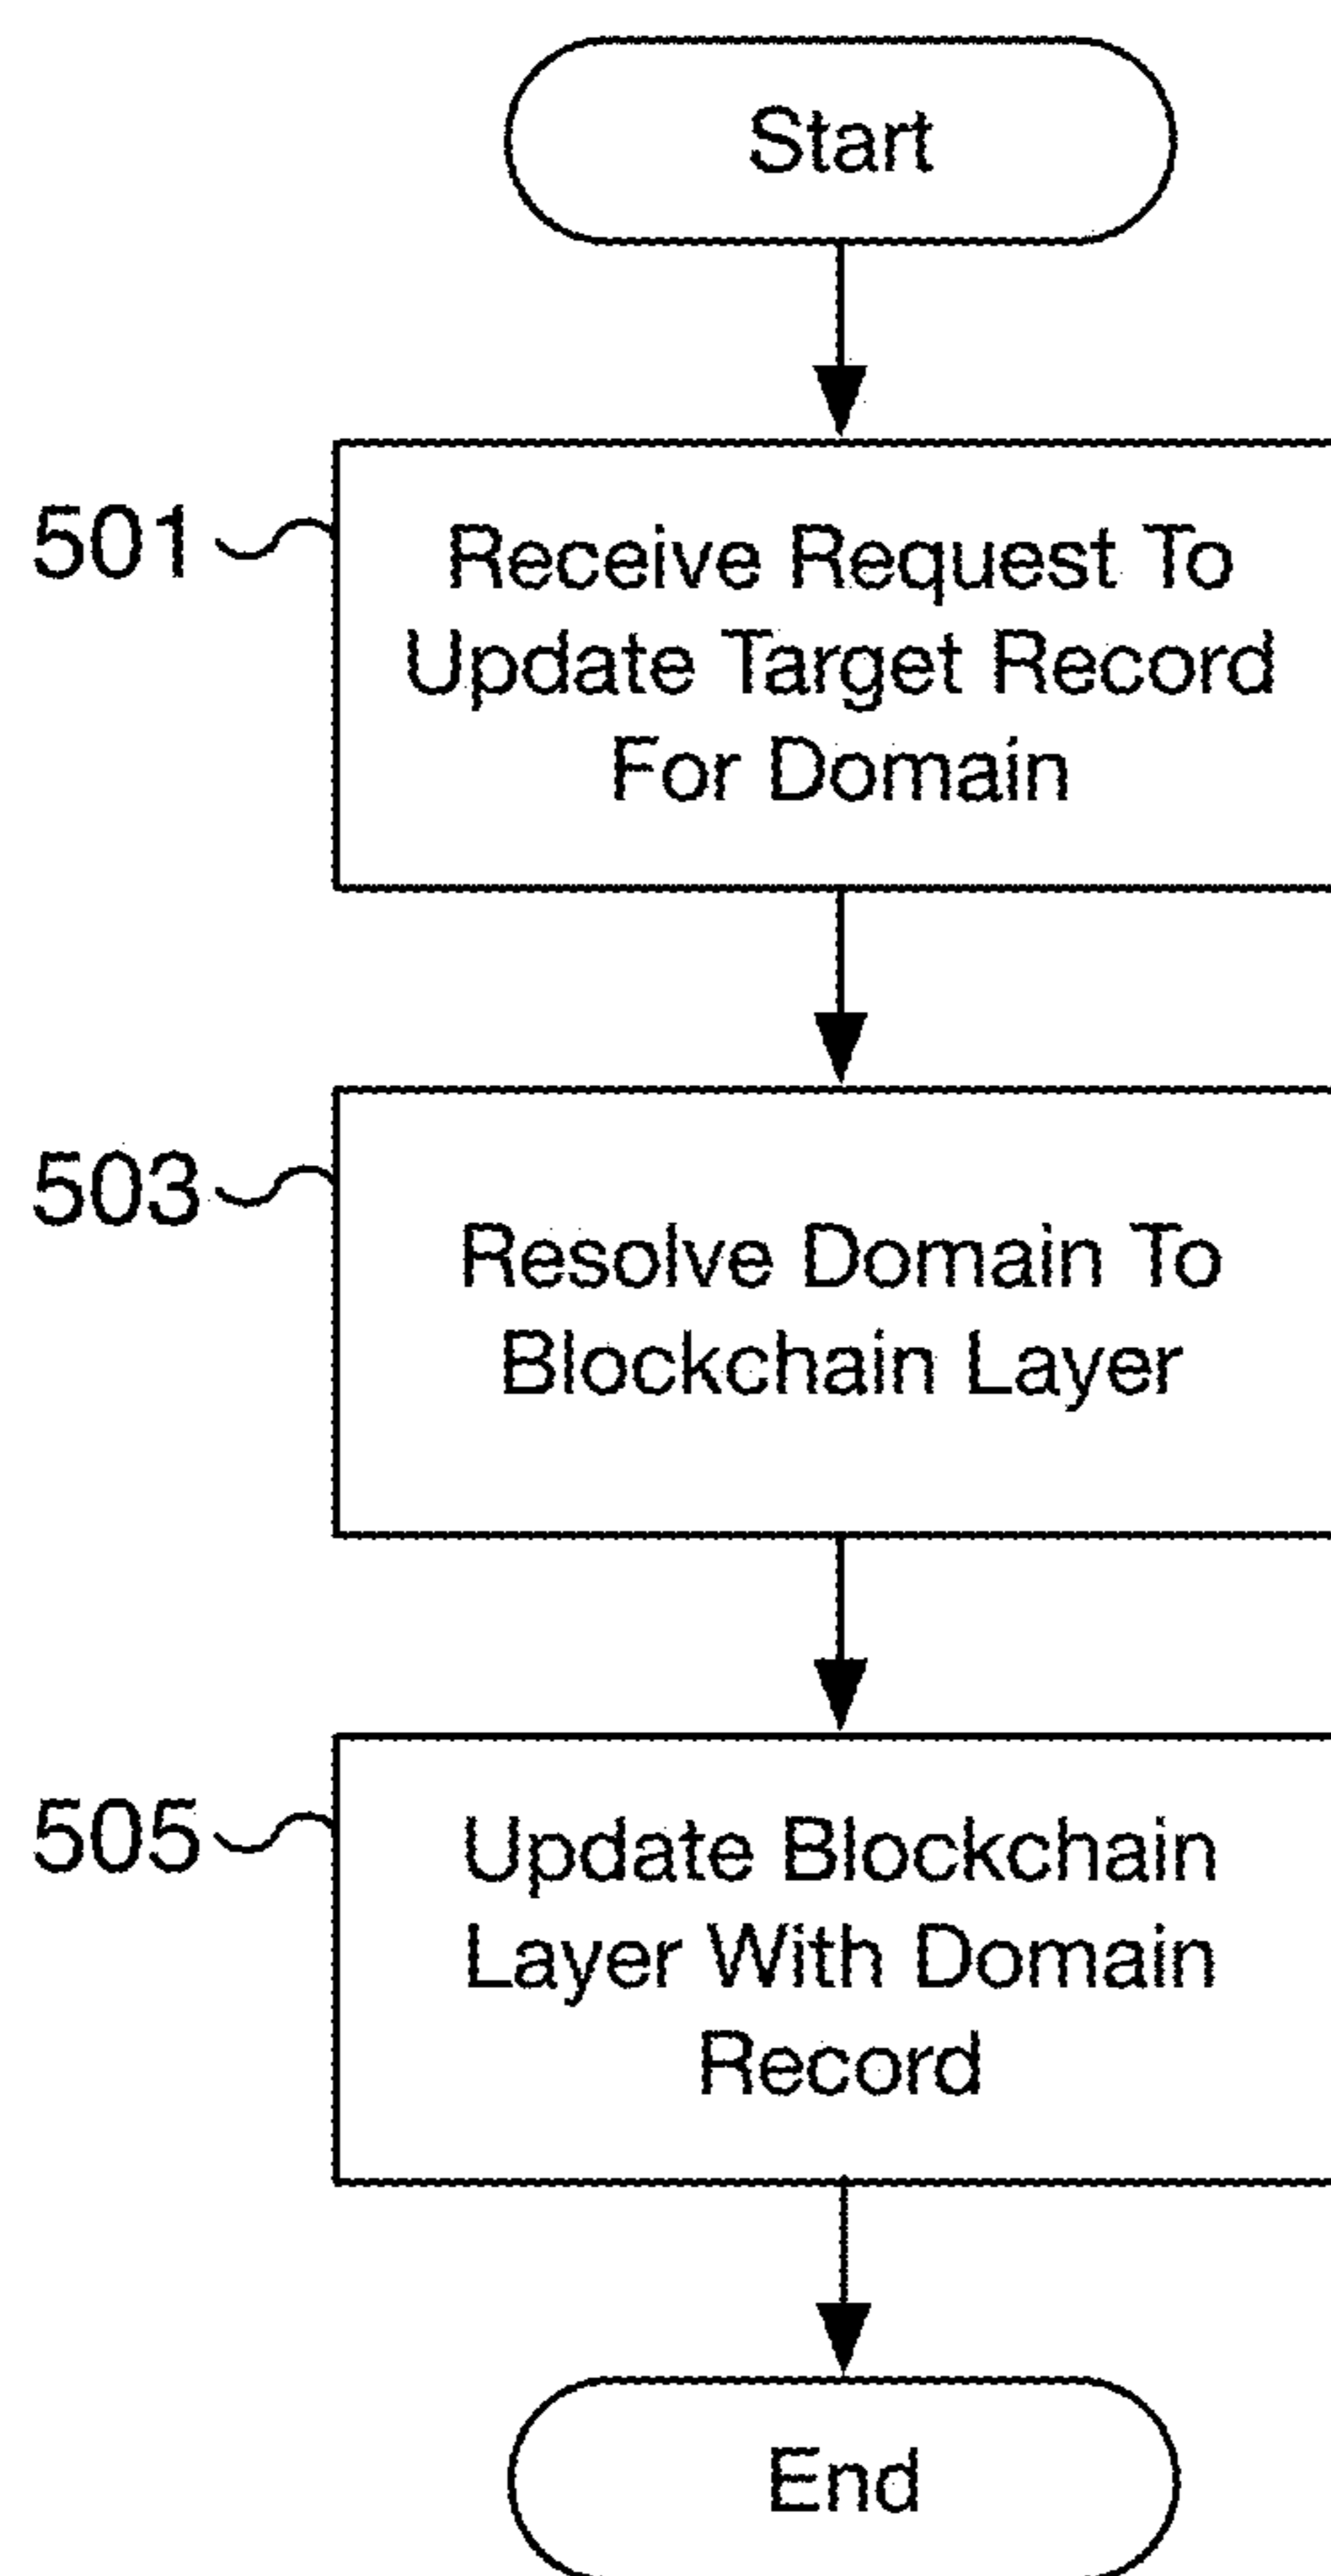 Start
501
Receive Request To
Update Target Record
For Domain
503
Resolve Domain To
Blockchain Layer
505
Update Blockchain
Layer With Domain
Record
End